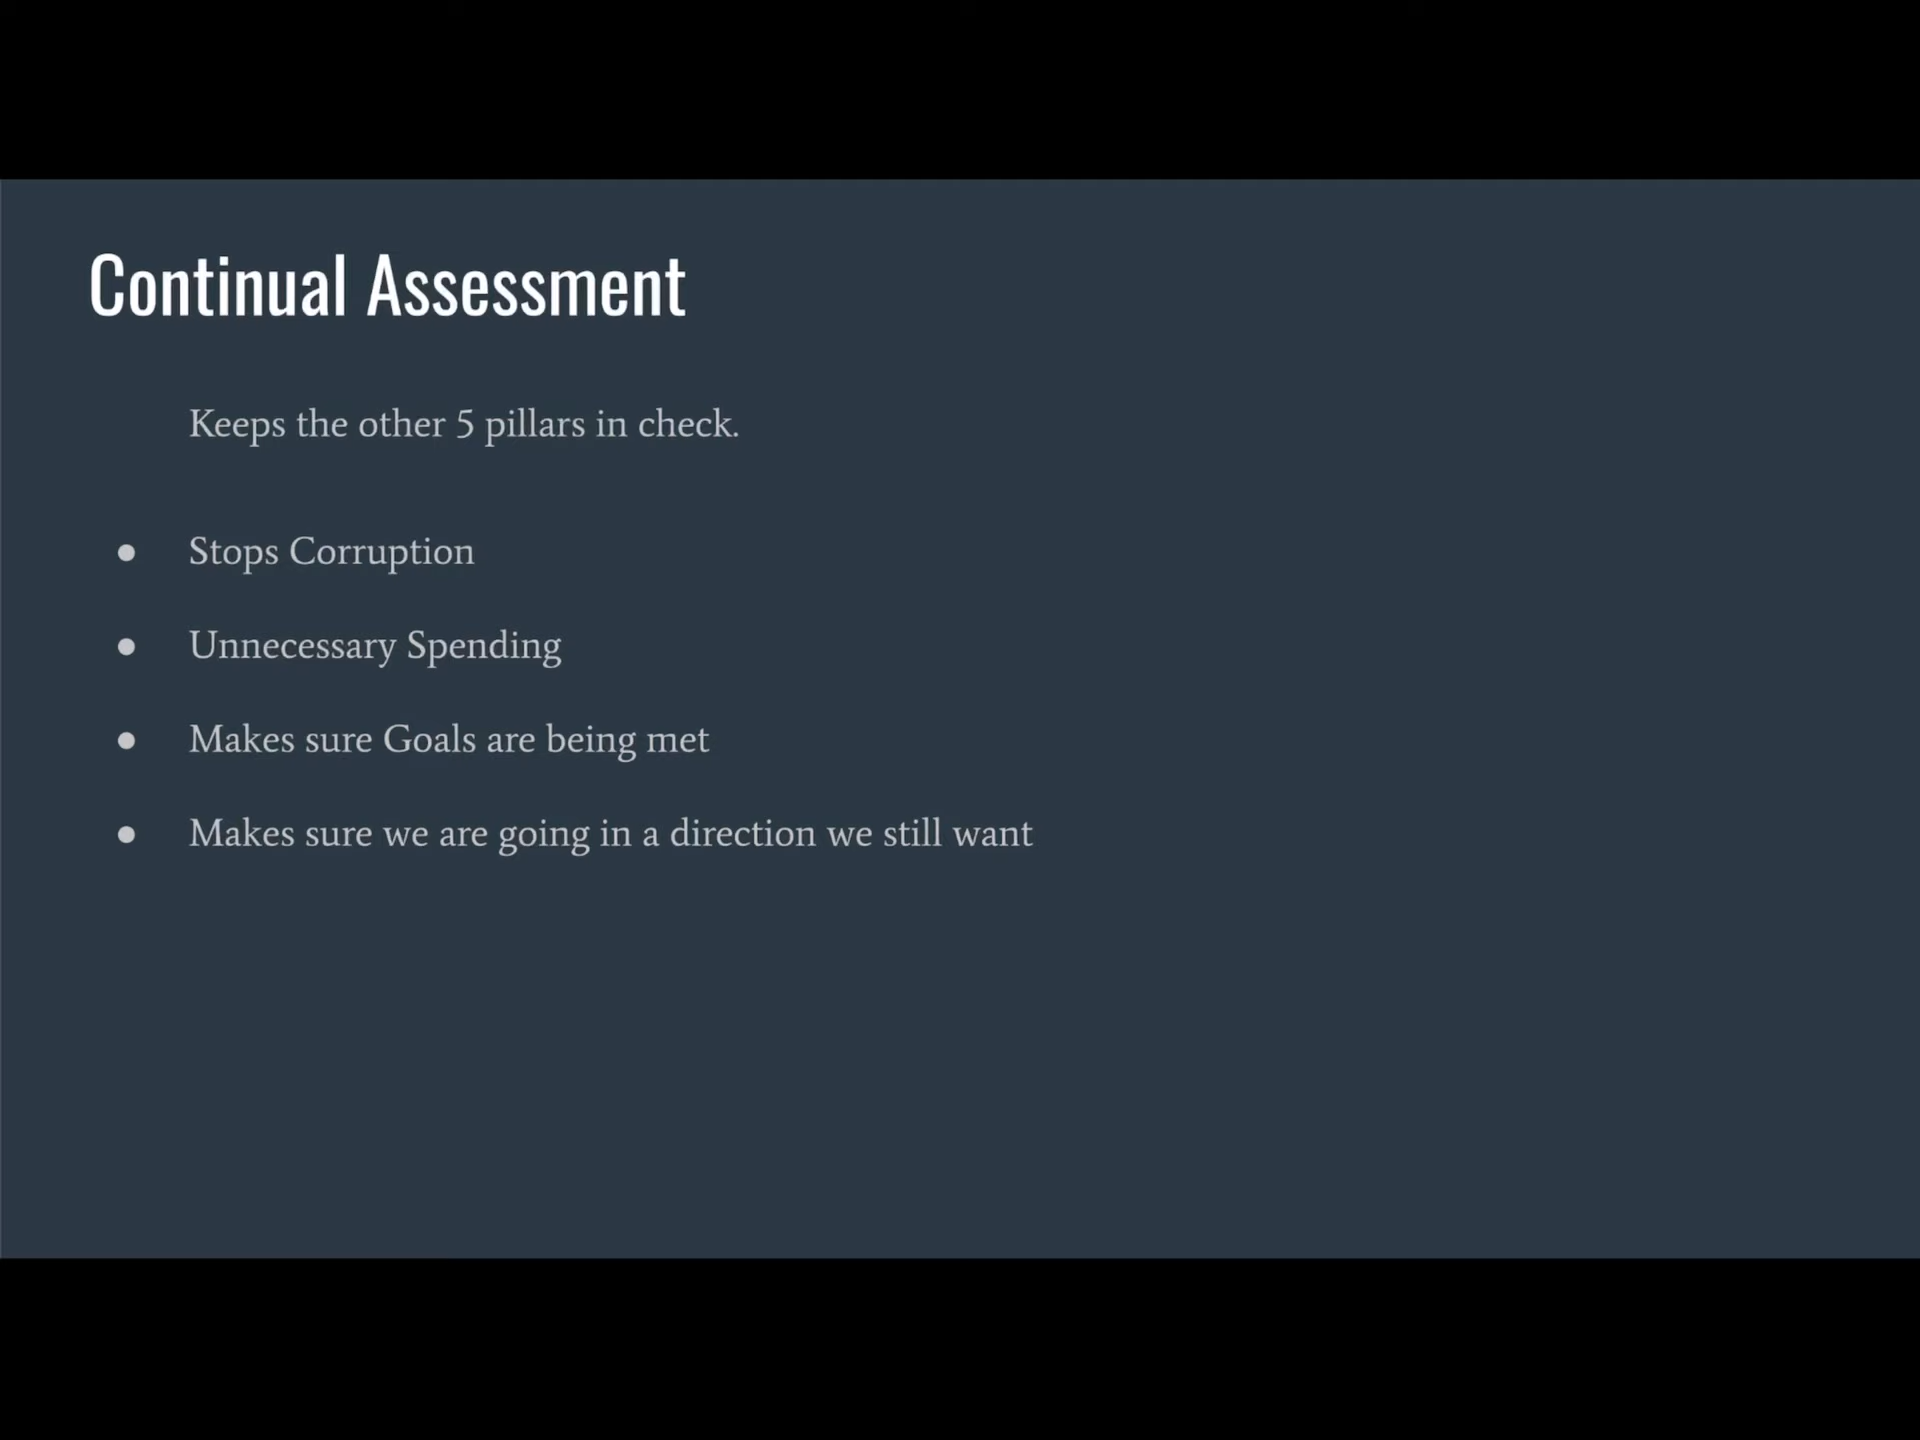 Continual Assessment
Keeps the other 5 pillars in check.
● Stops Corruption
● Unnecessary Spending
● Makes sure Goals are being met
● Makes sure we are going in a direction we still want